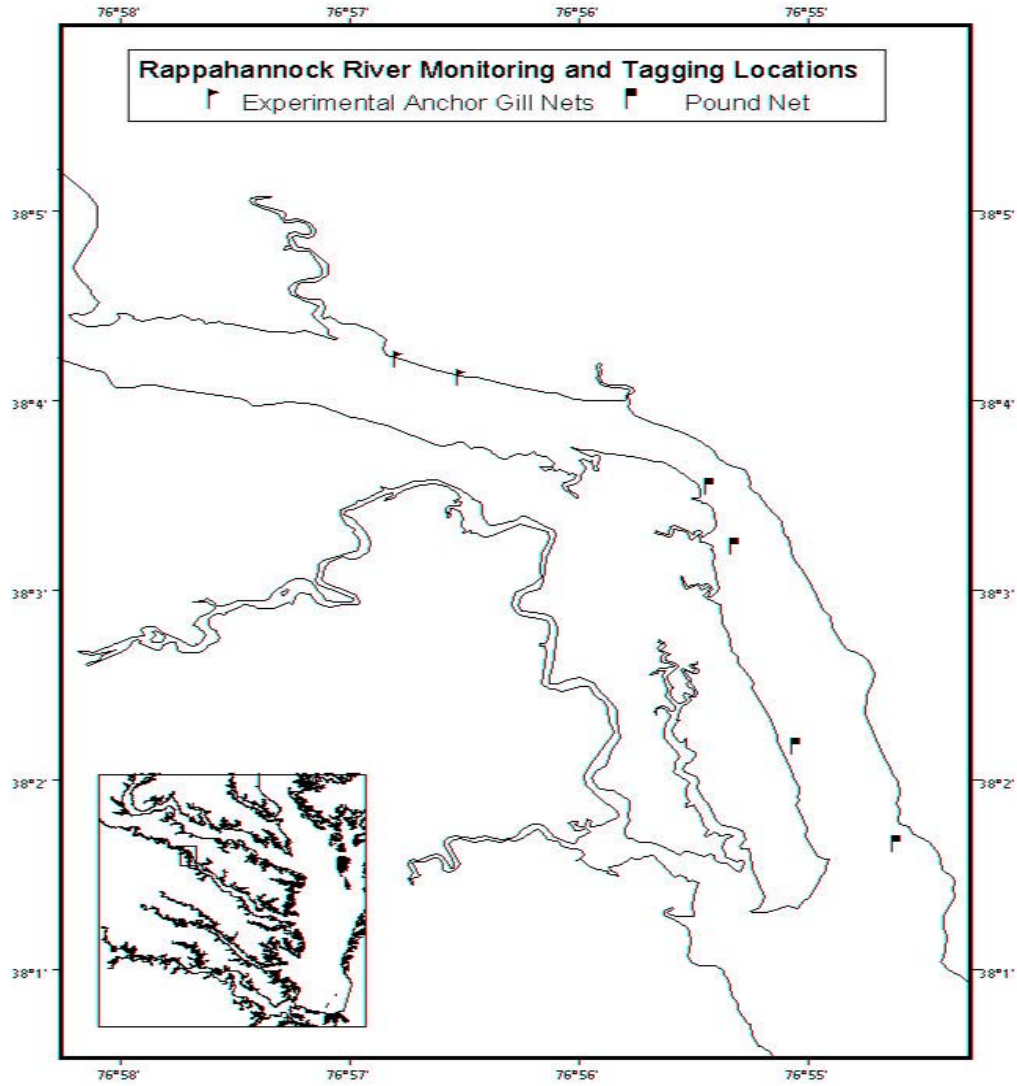 76°58' 76°57' 76°56' 76°55'
Rappahannock River Monitoring and Tagging Locations
Experimental Anchor Gill Nets Pound Net
38°5' 38°5'
38°4' 38°4'
38°3' 38°3'
38°2' 38°2'
38°1' 38°1'
76°58' 76°57' 76°56' 76°55'